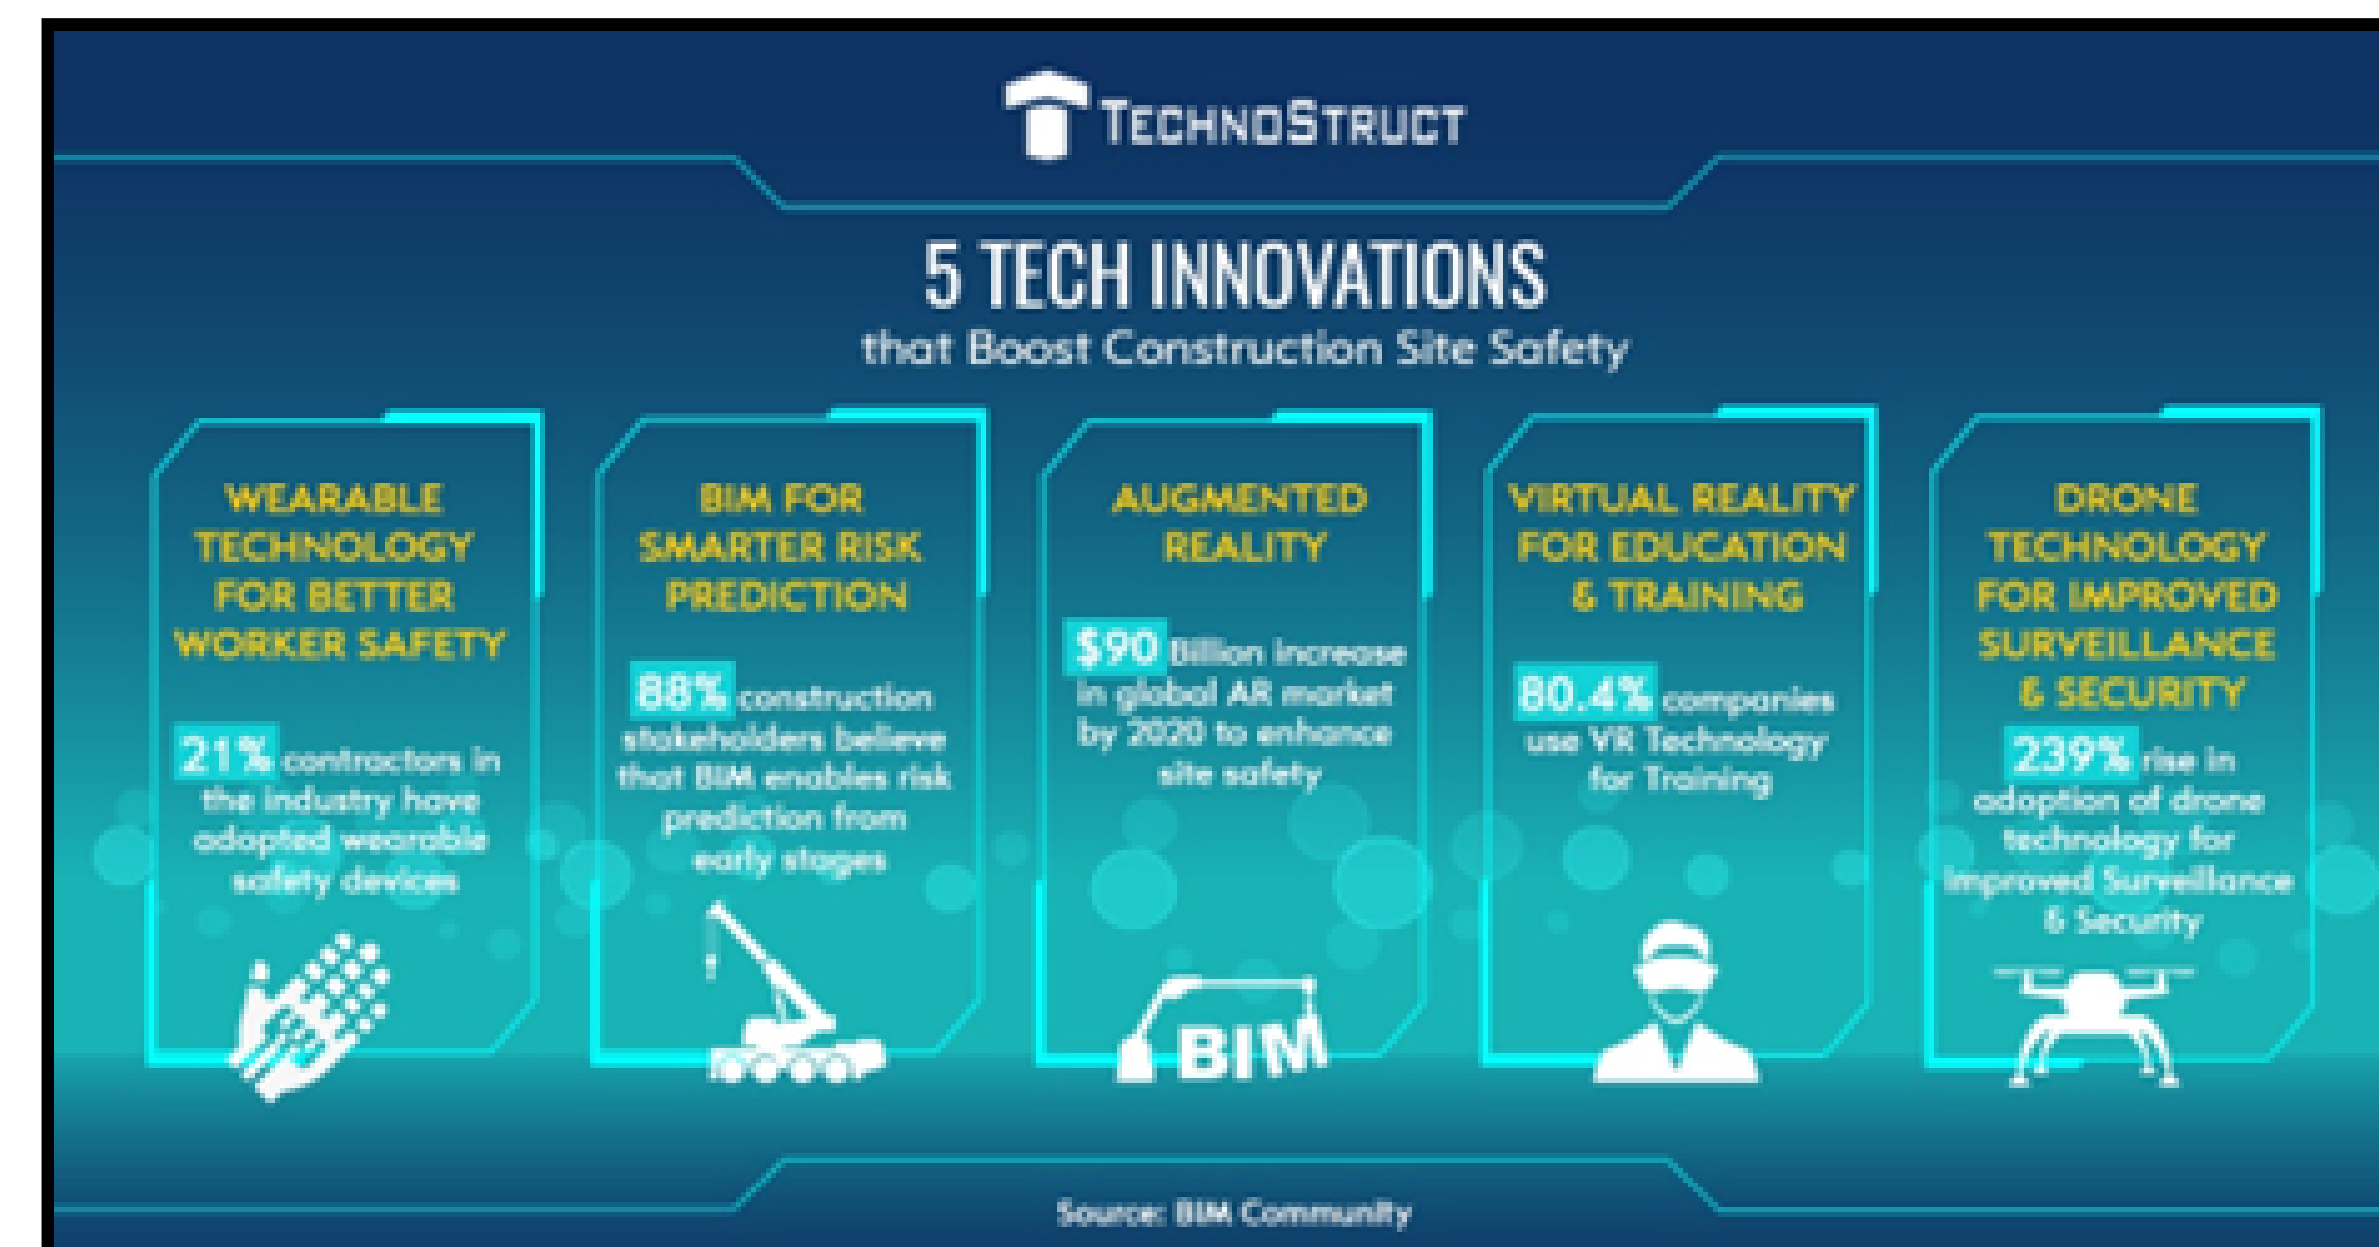 TECHNOSTRUCT
5 TECH INNOVATIONS
that Boost Construction Site Safety
WEARABLE
TECHNOLOGY
FOR BETTER
WORKER SAFETY
21% contractors in
the industry have
adopted wearable
safety devices
BIM FOR
SMARTER RISK
PREDICTION
88% construction
stakeholders believe
that BIM enables risk
prediction from
early stages
AUGMENTED
REALITY
$90 Billion increase
in global AR market
by 2020 to enhance
site safety
BIM
VIRTUAL REALITY
FOR EDUCATION
& TRAINING
80.4% companies
use VR Technology
for Training
DRONE
TECHNOLOGY
FOR IMPROVED
SURVEILLANCE
& SECURITY
239% rise in
adoption of drone
technology for
Improved Surveillance
& Security
Source: BIM Community